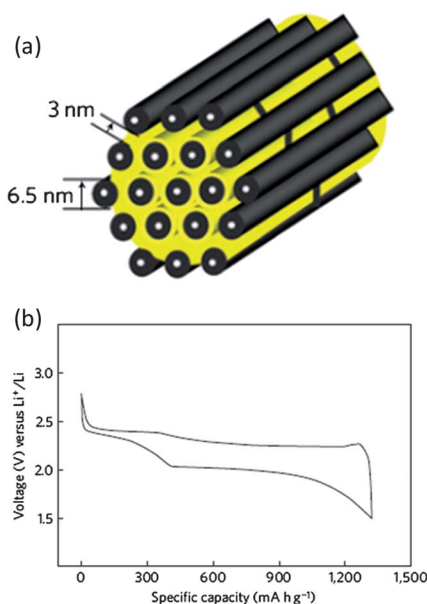 (a)
3 nm
6.5 nm
(b)
Voltage (V) versus Li⁺/Li
3.0
2.5
2.0
1.5
0 300 600 900 1,200 1,500
Specific capacity (mA h g⁻¹)